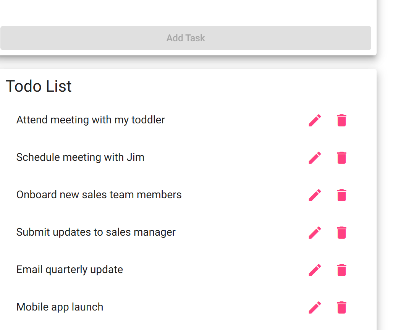 Add Task
Todo List
Attend meeting with my toddler
Schedule meeting with Jim
Onboard new sales team members
Submit updates to sales manager
Email quarterly update
Mobile app launch